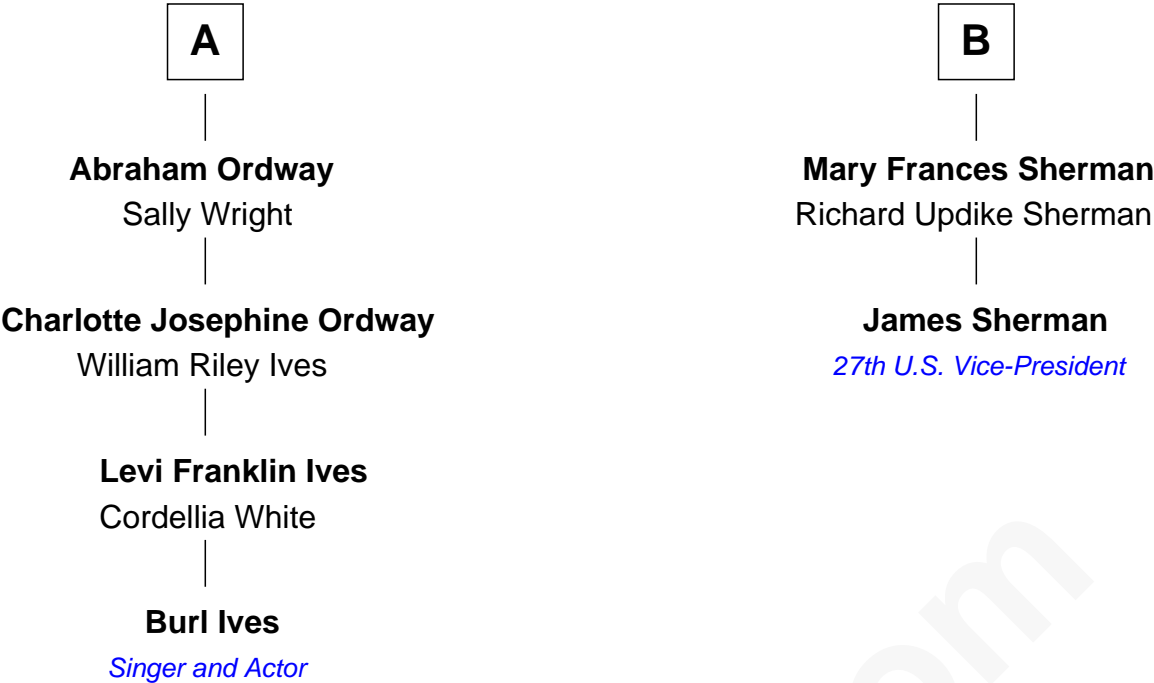 A
B
Abraham Ordway
Sally Wright
Mary Frances Sherman
Richard Updike Sherman
Charlotte Josephine Ordway
William Riley Ives
James Sherman
27th U.S. Vice-President
Levi Franklin Ives
Cordellia White
Burl Ives
Singer and Actor
om